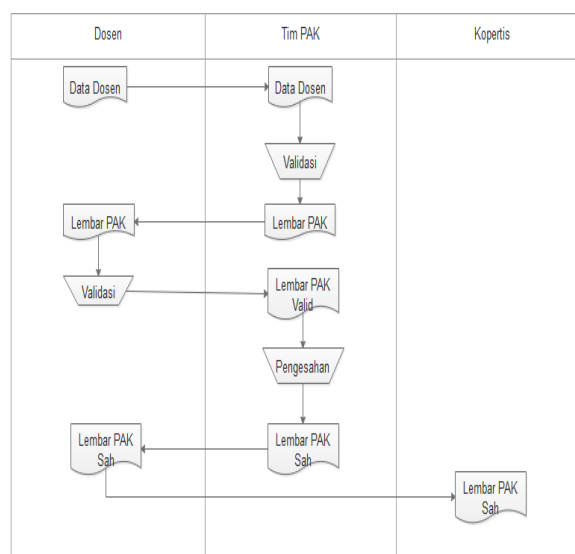 Dosen
Tim PAK
Kopertis
Data Dosen
Data Dosen
Validasi
Lembar PAK
Lembar PAK
Validasi
Lembar PAK
Valid
Pengesahan
Lembar PAK
Sah
Lembar PAK
Sah
Lembar PAK
Sah